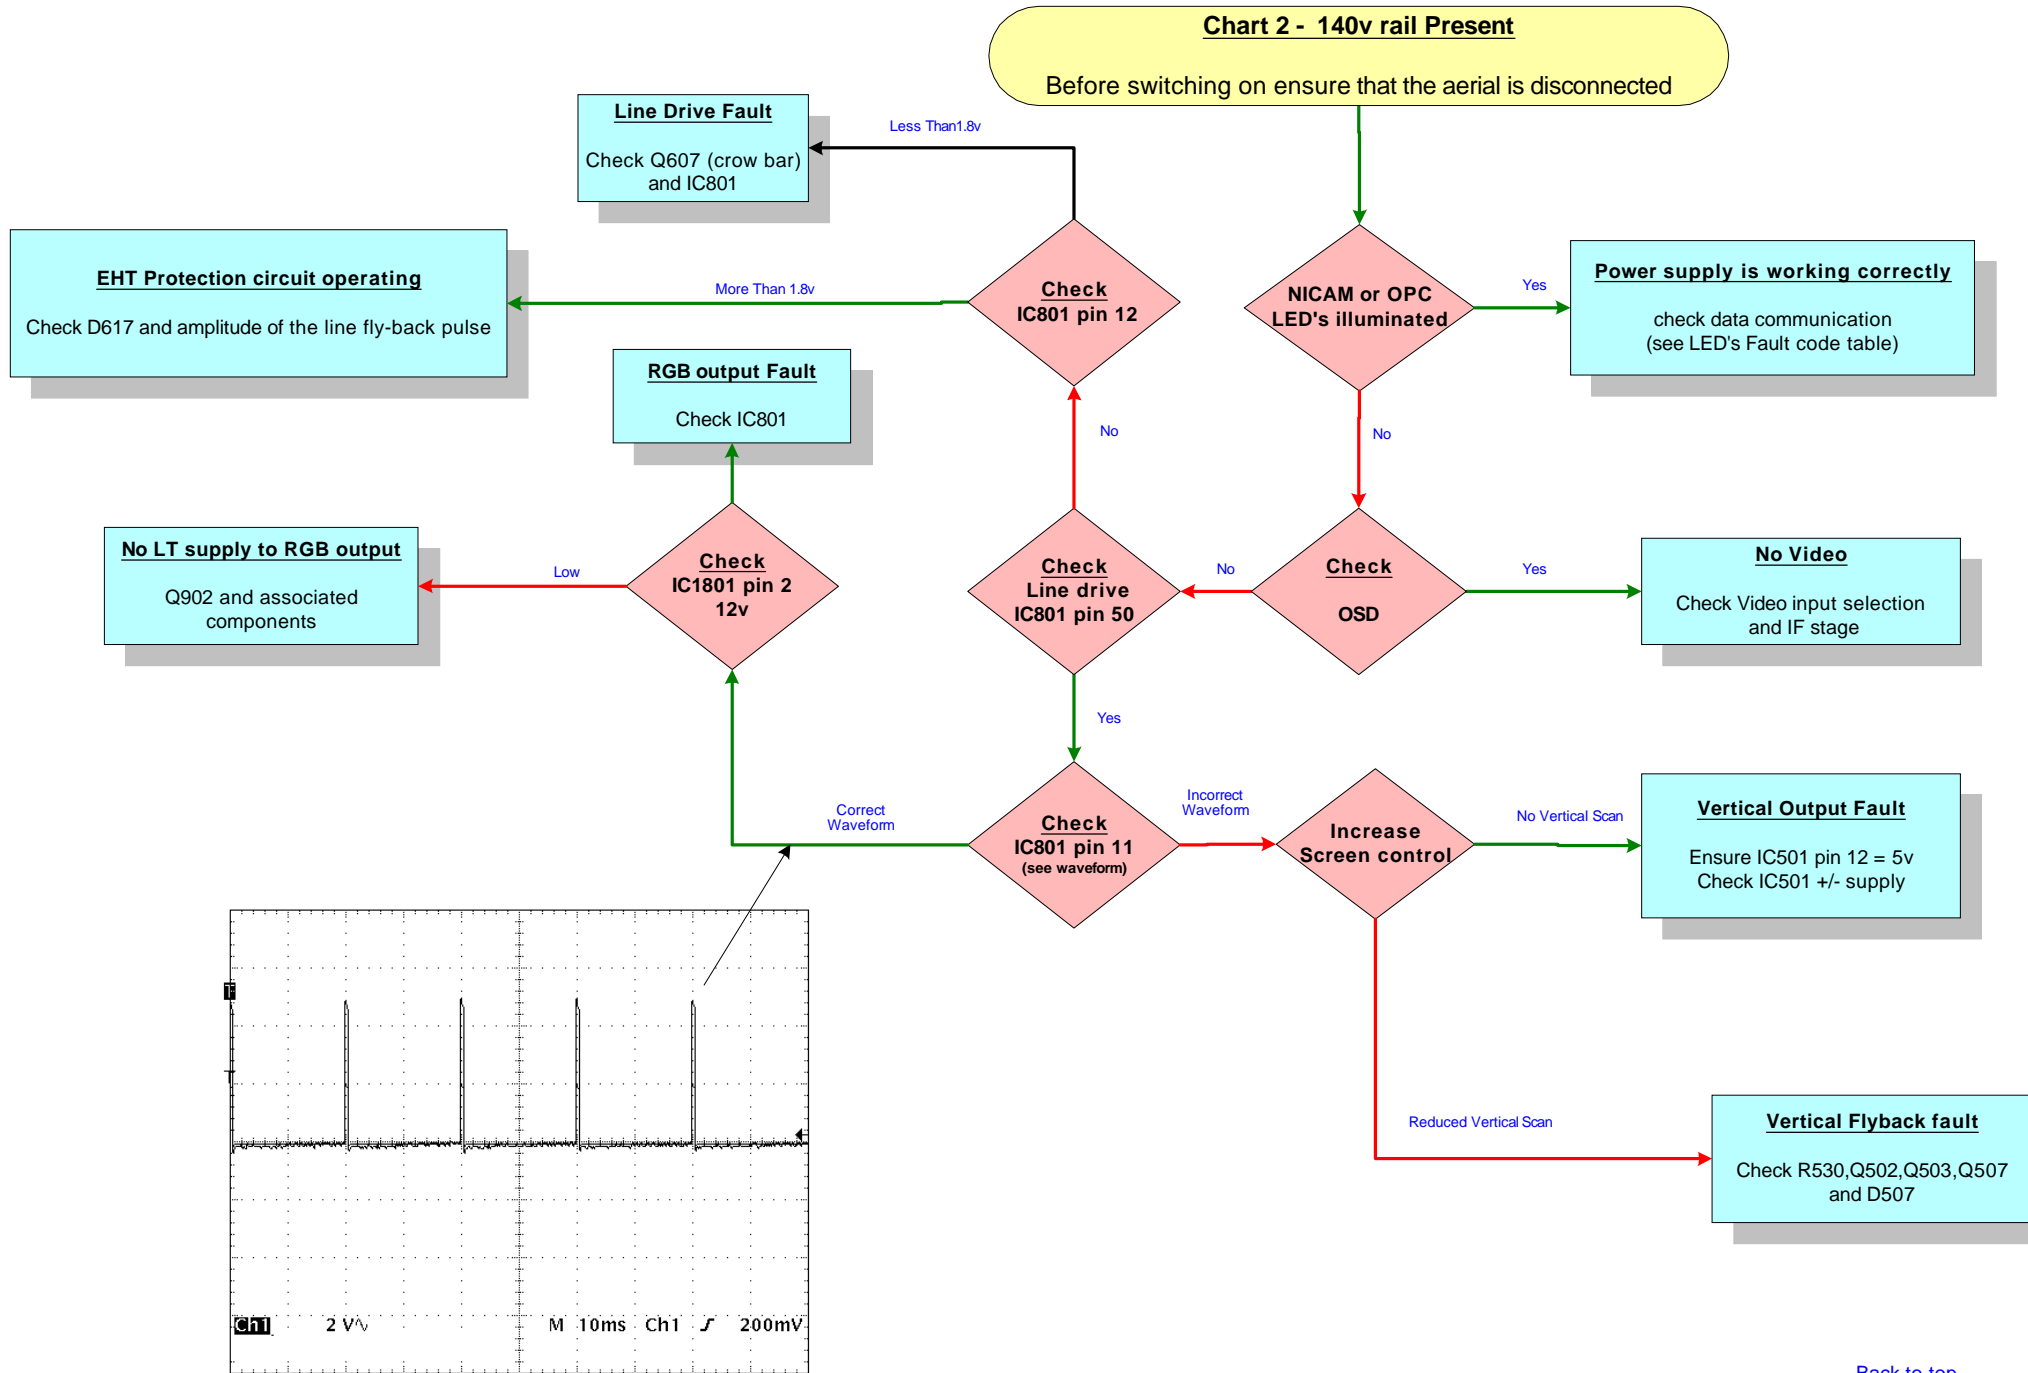 Chart 2 - 140v rail Present
Before switching on ensure that the aerial is disconnected
Line Drive Fault
Check Q607 (crow bar)
and IC801
Less Than1.8v
EHT Protection circuit operating
Check D617 and amplitude of the line fly-back pulse
More Than 1.8v
Check
IC801 pin 12
NICAM or OPC
LED's illuminated
Yes
Power supply is working correctly
check data communication
(see LED's Fault code table)
RGB output Fault
Check IC801
No
No
No LT supply to RGB output
Q902 and associated
components
Low
Check
IC1801 pin 2
12v
Check
Line drive
IC801 pin 50
No
Check
OSD
Yes
No Video
Check Video input selection
and IF stage
Yes
Correct
Waveform
Check
IC801 pin 11
(see waveform)
Incorrect
Waveform
Increase
Screen control
No Vertical Scan
Vertical Output Fault
Ensure IC501 pin 12 = 5v
Check IC501 +/- supply
Reduced Vertical Scan
Vertical Flyback fault
Check R530,Q502,Q503,Q507
and D507
T
T
Ch1 2 V∿ M 10ms Ch1 ƒ 200mV
Back to top